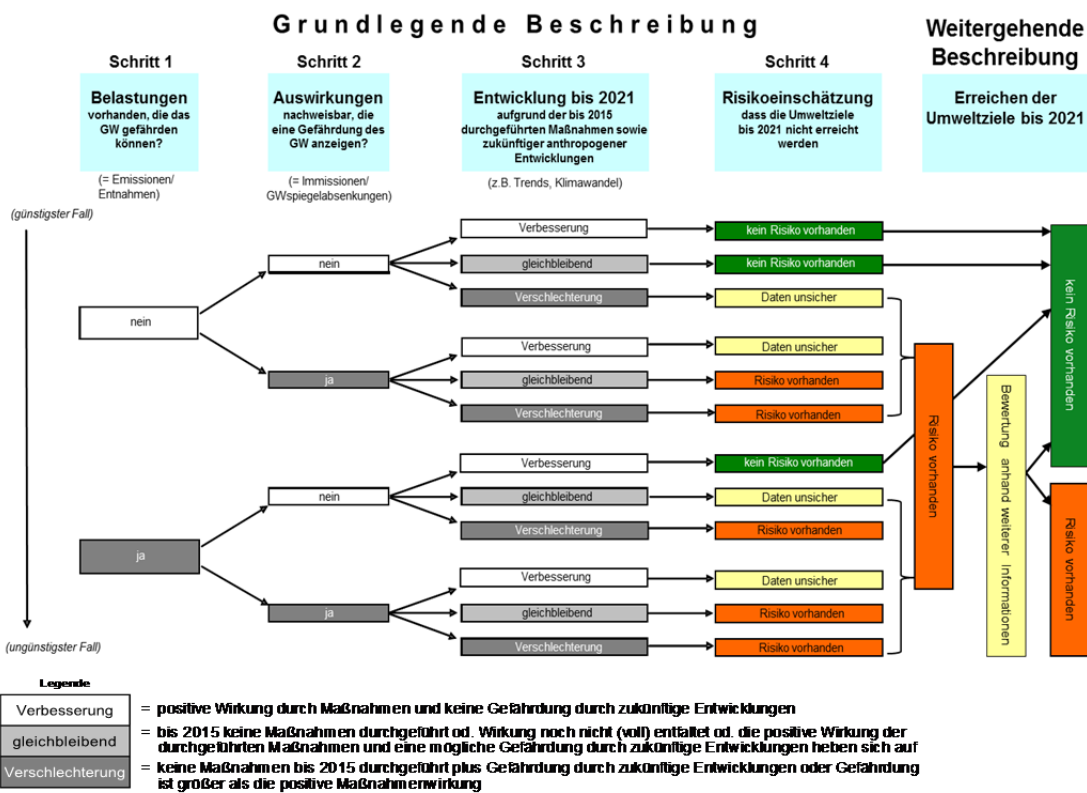 Grundlegende Beschreibung
Weitergehende
Beschreibung
Schritt 1
Schritt 2
Schritt 3
Schritt 4
Belastungen
vorhanden, die das
GW gefährden
können?
Auswirkungen
nachweisbar, die
eine Gefährdung des
GW anzeigen?
Entwicklung bis 2021
aufgrund der bis 2015
durchgeführten Maßnahmen sowie
zukünftiger anthropogener
Entwicklungen
Risikoeinschätzung
dass die Umweltziele
bis 2021 nicht erreicht
werden
Erreichen der
Umweltziele bis 2021
(= Emissionen/
Entnahmen)
(= Immissionen/
GWspiegelabsenkungen)
(z.B. Trends, Klimawandel)
(günstigster Fall)
nein
nein
Verbesserung
kein Risiko vorhanden
gleichbleibend
kein Risiko vorhanden
Verschlechterung
Daten unsicher
ja
Verbesserung
Daten unsicher
gleichbleibend
Risiko vorhanden
Verschlechterung
Risiko vorhanden
ja
nein
Verbesserung
kein Risiko vorhanden
gleichbleibend
Daten unsicher
Verschlechterung
Risiko vorhanden
ja
Verbesserung
Daten unsicher
gleichbleibend
Risiko vorhanden
Verschlechterung
Risiko vorhanden
Risiko vorhanden
Bewertung anhand weiterer Informationen
kein Risiko vorhanden
Risiko vorhanden
(ungünstigster Fall)
Legende
Verbesserung
= positive Wirkung durch Maßnahmen und keine Gefährdung durch zukünftige Entwicklungen
gleichbleibend
= bis 2015 keine Maßnahmen durchgeführt od. Wirkung noch nicht (voll) entfaltet od. die positive Wirkung der
durchgeführten Maßnahmen und eine mögliche Gefährdung durch zukünftige Entwicklungen heben sich auf
Verschlechterung
= keine Maßnahmen bis 2015 durchgeführt plus Gefährdung durch zukünftige Entwicklungen oder Gefährdung
ist größer als die positive Maßnahmenwirkung